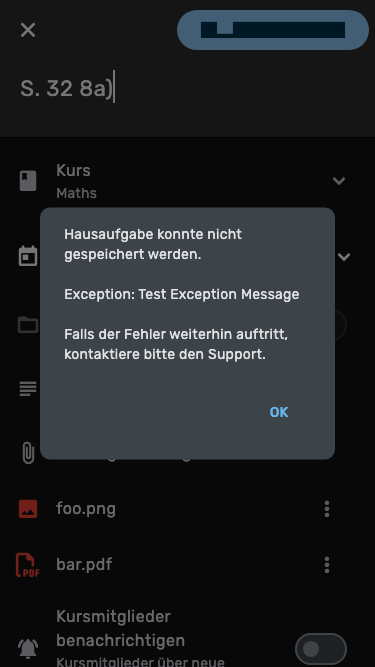 S. 32 8a)
Kurs
Maths
Hausaufgabe konnte nicht
gespeichert werden.
Exception: Test Exception Message
Falls der Fehler weiterhin auftritt,
kontaktiere bitte den Support.
OK
foo.png
bar.pdf
PDF
Kursmitglieder
benachrichtigen
Kursmitglieder über neue